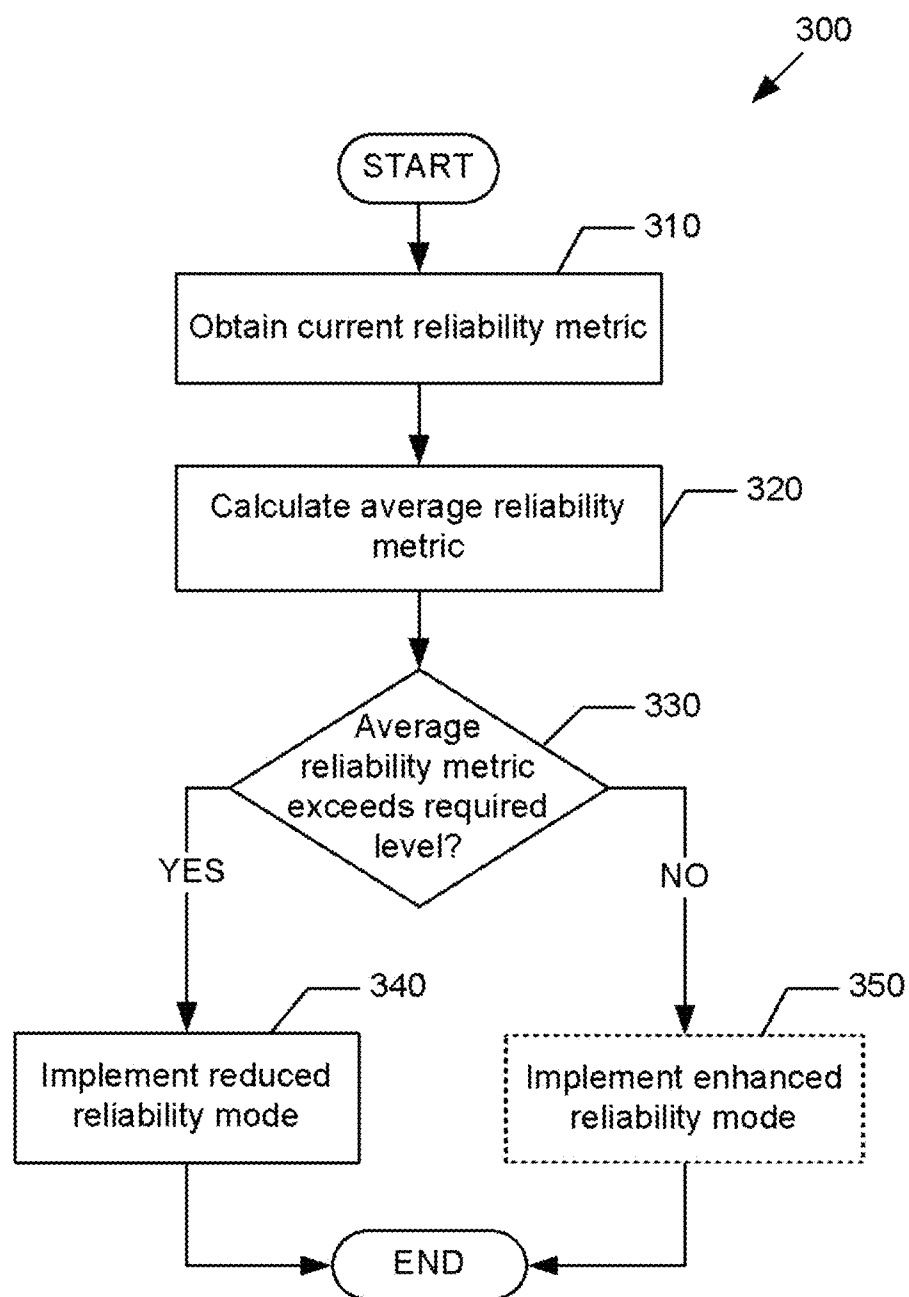 300
START
310
Obtain current reliability metric
320
Calculate average reliability
metric
330
Average
reliability metric
exceeds required
level?
YES
NO
340
350
Implement reduced
reliability mode
Implement enhanced
reliability mode
END